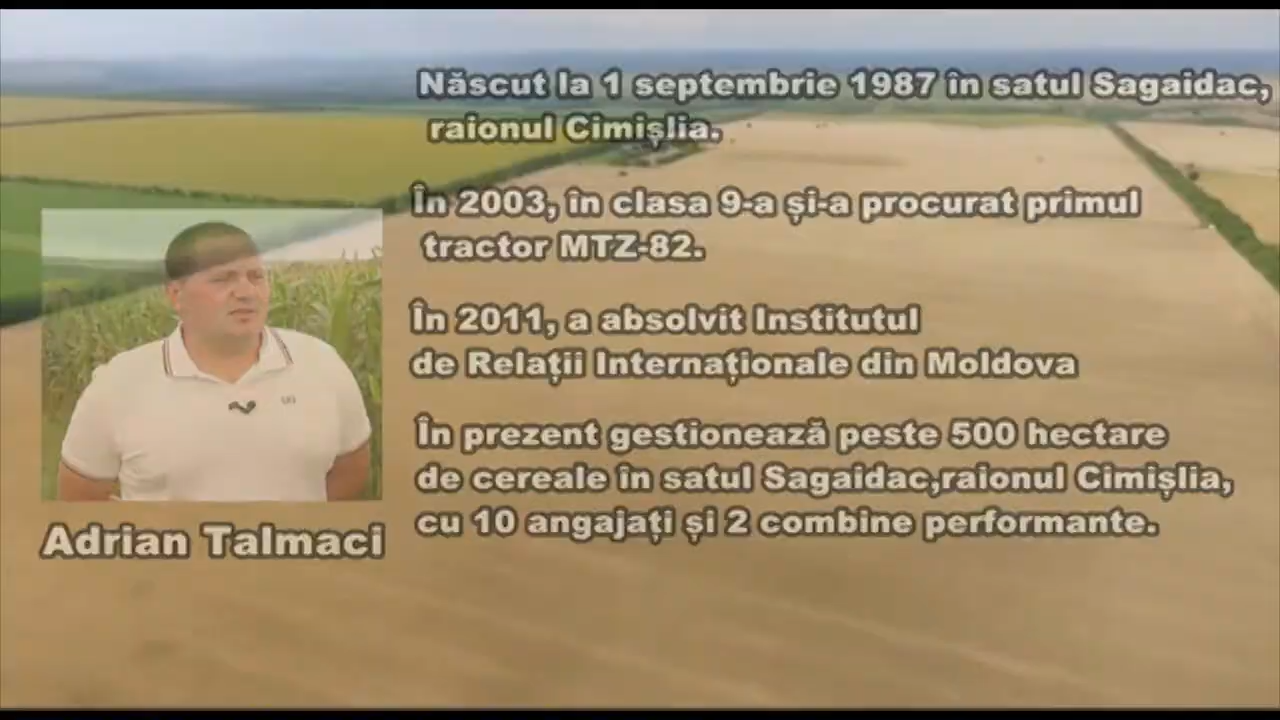 Născut la 1 septembrie 1987 în satul Sagaidac,
raionul Cimișlia.
În 2003, în clasa 9-a și-a procurat primul
tractor MTZ-82.
În 2011, a absolvit Institutul
de Relații Internaționale din Moldova
În prezent gestionează peste 500 hectare
de cereale în satul Sagaidac,raionul Cimișlia,
cu 10 angajați și 2 combine performante.
Adrian Talmaci